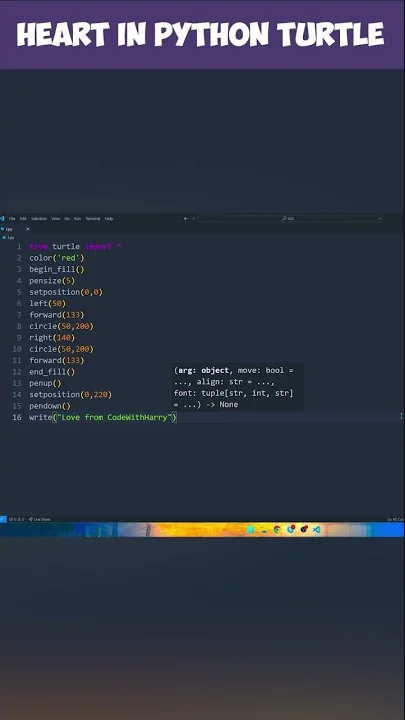 HEART IN PYTHON TURTLE
File Edit Selection View Go Run Terminal Help
1 from turtle import *
2 color('red')
3 begin_fill()
4 pensize(5)
5 setposition(0,0)
6 left(50)
7 forward(133)
8 circle(50,200)
9 right(140)
10 circle(50,200)
11 forward(133)
12 end_fill()
13 penup()
14 setposition(0,220)
15 pendown()
16 write("Love from CodeWithHarry")
(arg: object, move: bool =
..., align: str = ...,
font: tuple[str, int, str]
= ...) -> None
Live Share